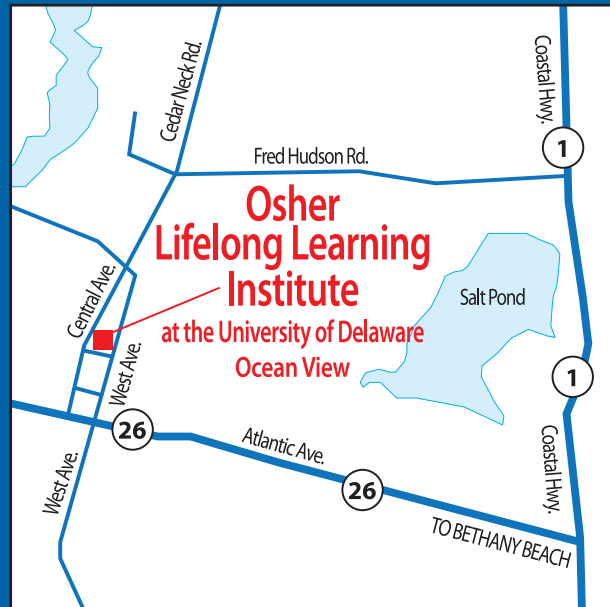 Cedar Neck Rd.
Coastal Hwy.
1
Fred Hudson Rd.
Osher
Lifelong Learning
Institute
at the University of Delaware
Ocean View
Central Ave.
Salt Pond
West Ave.
1
26
Atlantic Ave.
26
West Ave.
Coastal Hwy.
TO BETHANY BEACH